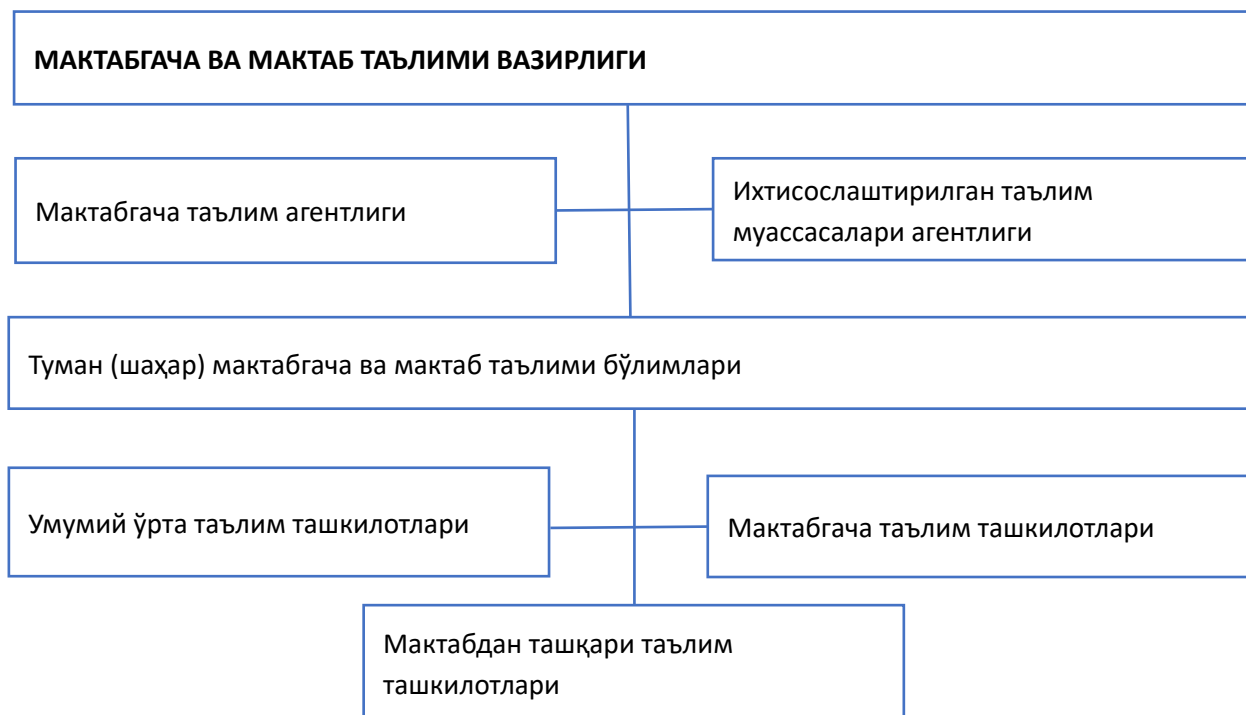 МАКТАБГАЧА ВА МАКТАБ ТАЪЛИМИ ВАЗИРЛИГИ
Мактабгача таълим агентлиги
Ихтисослаштирилган таълим
муассасалари агентлиги
Туман (шаҳар) мактабгача ва мактаб таълими бўлимлари
Умумий ўрта таълим ташкилотлари
Мактабгача таълим ташкилотлари
Мактабдан ташқари таълим
ташкилотлари